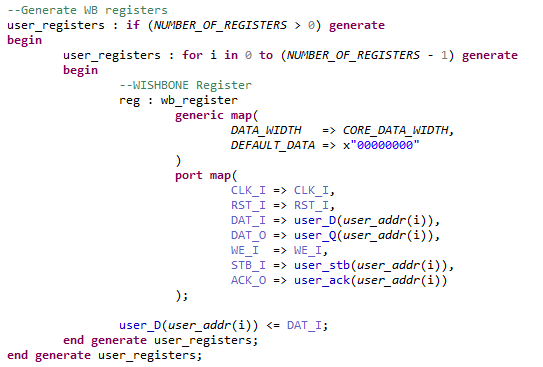 --Generate WB registers
user_registers : if (NUMBER_OF_REGISTERS > 0) generate
begin
user_registers : for i in 0 to (NUMBER_OF_REGISTERS - 1) generate
begin
--WISHBONE Register
reg : wb_register
generic map(
DATA_WIDTH => CORE_DATA_WIDTH,
DEFAULT_DATA => x"00000000"
)
port map(
CLK_I => CLK_I,
RST_I => RST_I,
DAT_I => user_D(user_addr(i)),
DAT_O => user_Q(user_addr(i)),
WE_I => WE_I,
STB_I => user_stb(user_addr(i)),
ACK_O => user_ack(user_addr(i))
);
user_D(user_addr(i)) <= DAT_I;
end generate user_registers;
end generate user_registers;